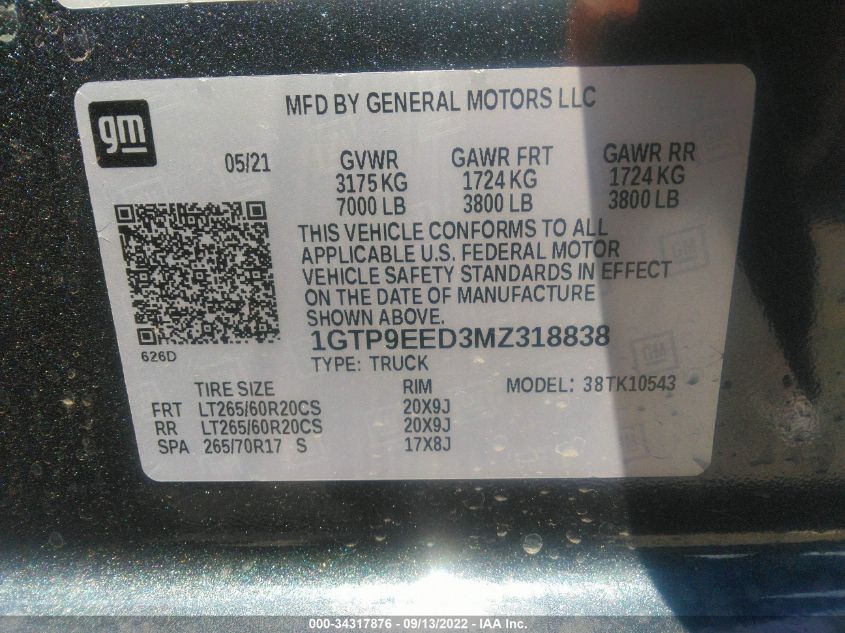 MFD BY GENERAL MOTORS LLC
gm
05/21 GVWR GAWR FRT GAWR RR
3175 KG 1724 KG 1724 KG
7000 LB 3800 LB 3800 LB
THIS VEHICLE CONFORMS TO ALL
APPLICABLE U.S. FEDERAL MOTOR
VEHICLE SAFETY STANDARDS IN EFFECT
ON THE DATE OF MANUFACTURE
SHOWN ABOVE.
1GTP9EED3MZ318838
626D
TYPE: TRUCK
TIRE SIZE RIM MODEL: 38TK10543
FRT LT265/60R20CS 20X9J
RR LT265/60R20CS 20X9J
SPA 265/70R17 S 17X8J
000-34317876 - 09/13/2022 - IAA Inc.